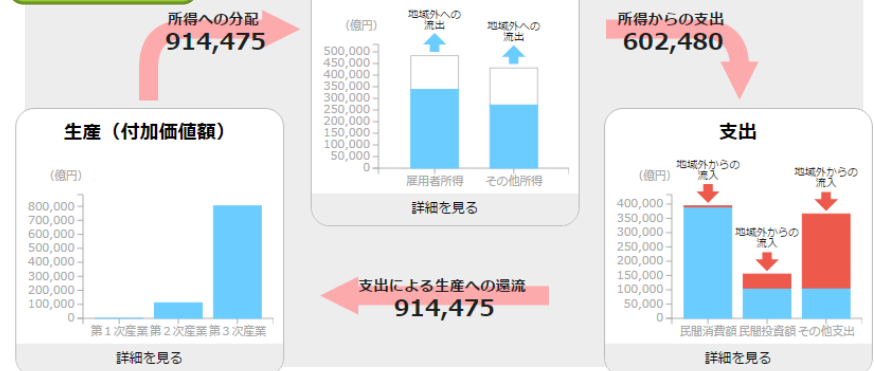 所得への分配
914,475
所得からの支出
602,480
（億円）
地域外への
流出
地域外への
流出
500,000
450,000
400,000
350,000
300,000
250,000
200,000
150,000
100,000
50,000
0
雇用者所得
その他所得
詳細を見る
生産（付加価値額）
（億円）
800,000
700,000
600,000
500,000
400,000
300,000
200,000
100,000
0
第１次産業
第２次産業
第３次産業
詳細を見る
支出による生産への還流
914,475
支出
（億円）
地域外からの
流入
地域外からの
流入
地域外からの
流入
400,000
350,000
300,000
250,000
200,000
150,000
100,000
50,000
0
民間消費額
民間投資額
その他支出
詳細を見る